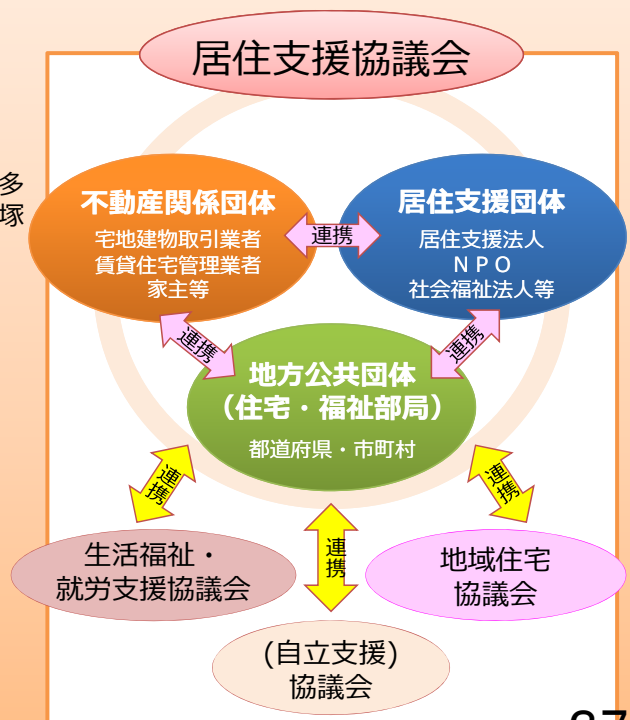 居住支援協議会
多
塚
不動産関係団体
宅地建物取引業者
賃貸住宅管理業者
家主等
連携
居住支援団体
居住支援法人
ＮＰＯ
社会福祉法人等
連携
連携
地方公共団体
（住宅・福祉部局）
都道府県・市町村
連携
連携
連携
生活福祉・
就労支援協議会
地域住宅
協議会
(自立支援)
協議会